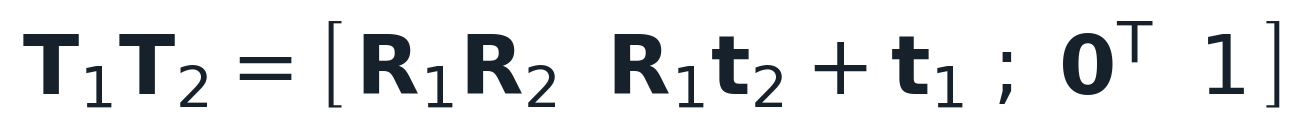 T₁T₂ = [ R₁R₂ R₁t₂ + t₁ ; 0ᵀ 1 ]